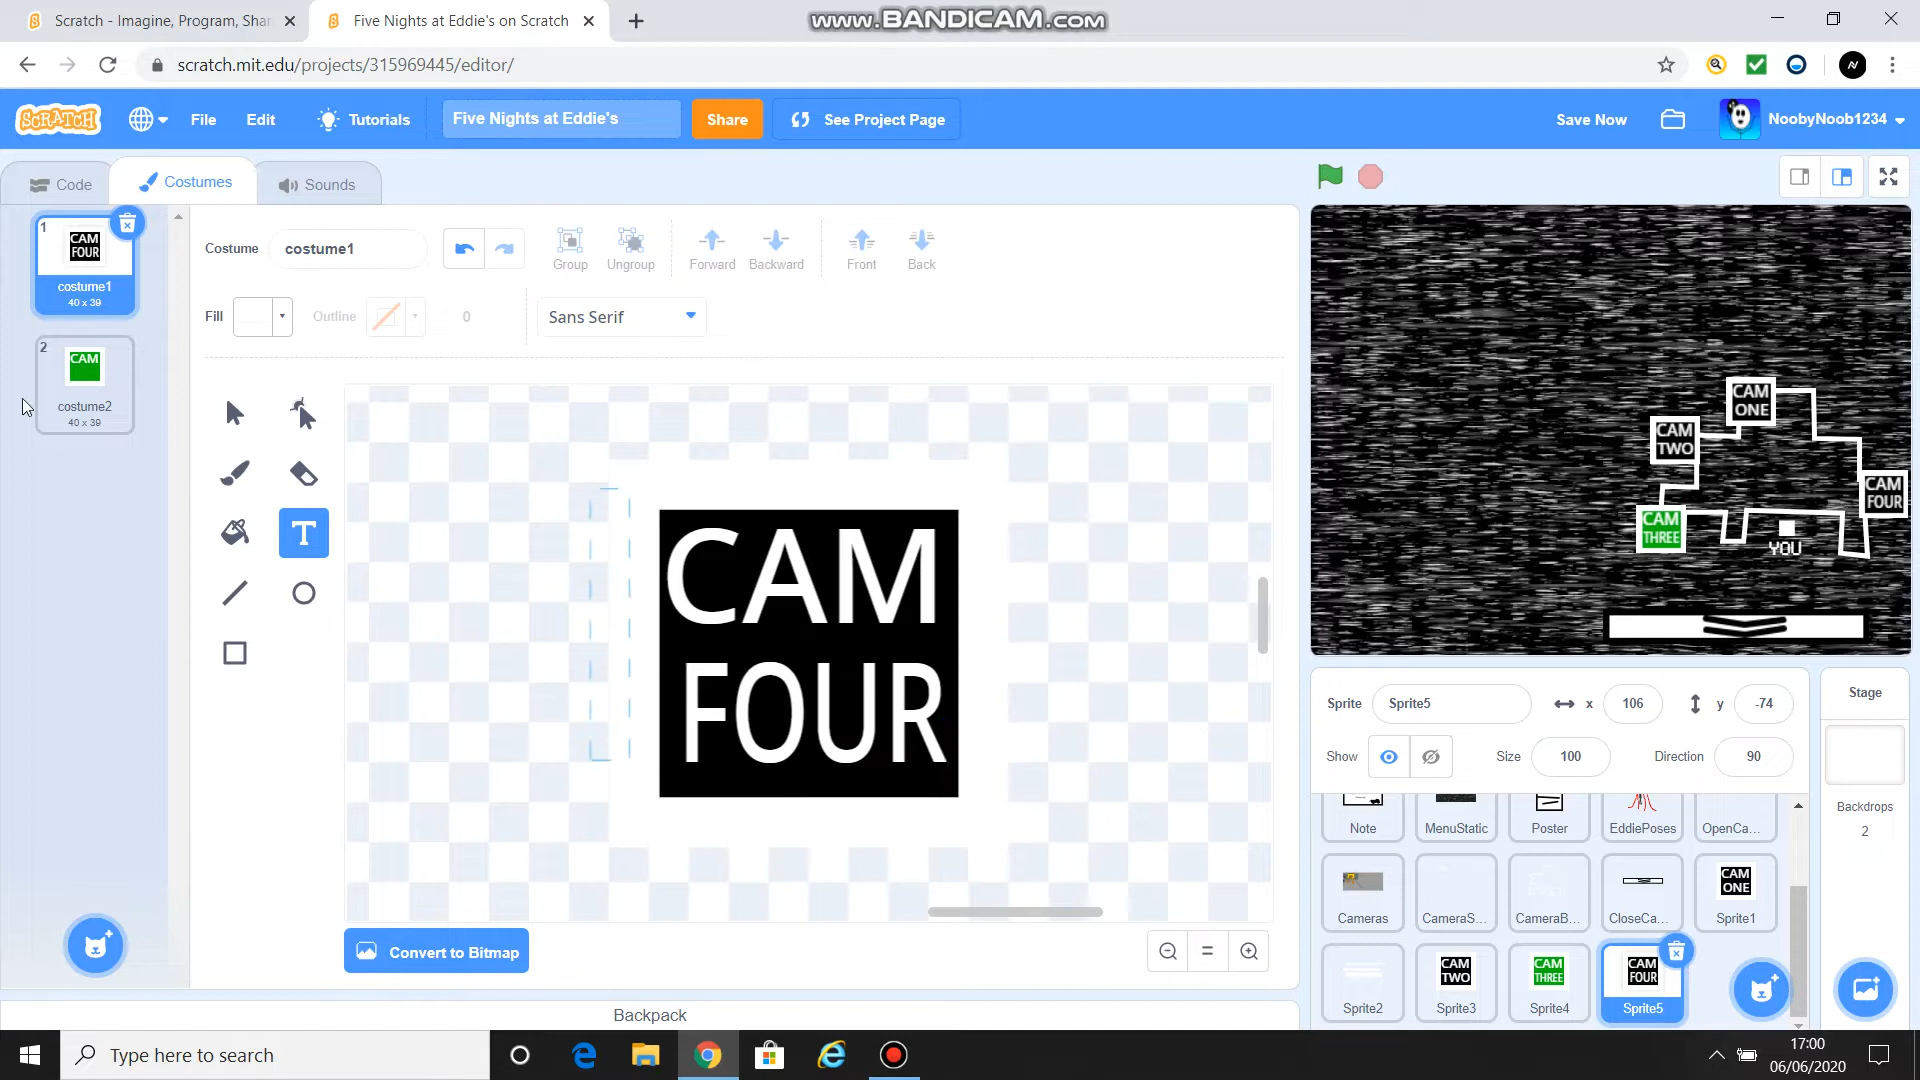 Scratch - Imagine, Program, Shar
Five Nights at Eddie's on Scratch
www.BANDICAM.com
scratch.mit.edu/projects/315969445/editor/
SCRATCH
File
Edit
Tutorials
Five Nights at Eddie's
Share
See Project Page
Save Now
NoobyNoob1234
Code
Costumes
Sounds
1
CAM
FOUR
costume1
40 x 39
2
CAM
costume2
40 x 39
Costume
costume1
Group
Ungroup
Forward
Backward
Front
Back
Fill
Outline
0
Sans Serif
T
CAM
FOUR
Convert to Bitmap
Backpack
CAM
ONE
CAM
TWO
CAM
FOUR
CAM
THREE
YOU
Sprite
Sprite5
x
106
y
-74
Show
Size
100
Direction
90
Stage
Backdrops
2
Note
MenuStatic
Poster
EddiePoses
OpenCa...
Cameras
CameraS...
CameraB...
CloseCa...
CAM
ONE
Sprite1
Sprite2
CAM
TWO
Sprite3
CAM
THREE
Sprite4
CAM
FOUR
Sprite5
Type here to search
17:00
06/06/2020